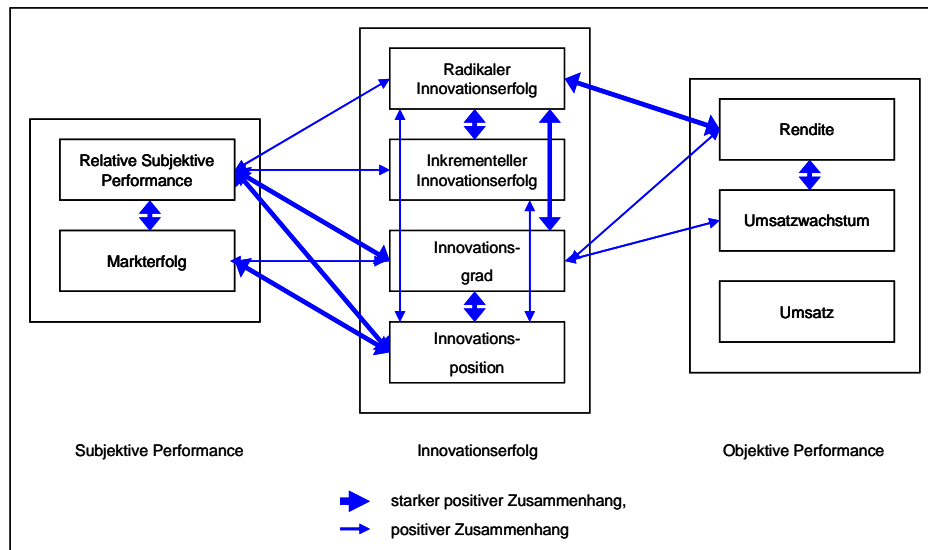 Radikaler
Innovationserfolg
Inkrementeller
Innovationserfolg
Innovations-
grad
Innovations-
position
Relative Subjektive
Performance
Markterfolg
Rendite
Umsatzwachstum
Umsatz
Subjektive Performance
Innovationserfolg
Objektive Performance
starker positiver Zusammenhang,
positiver Zusammenhang